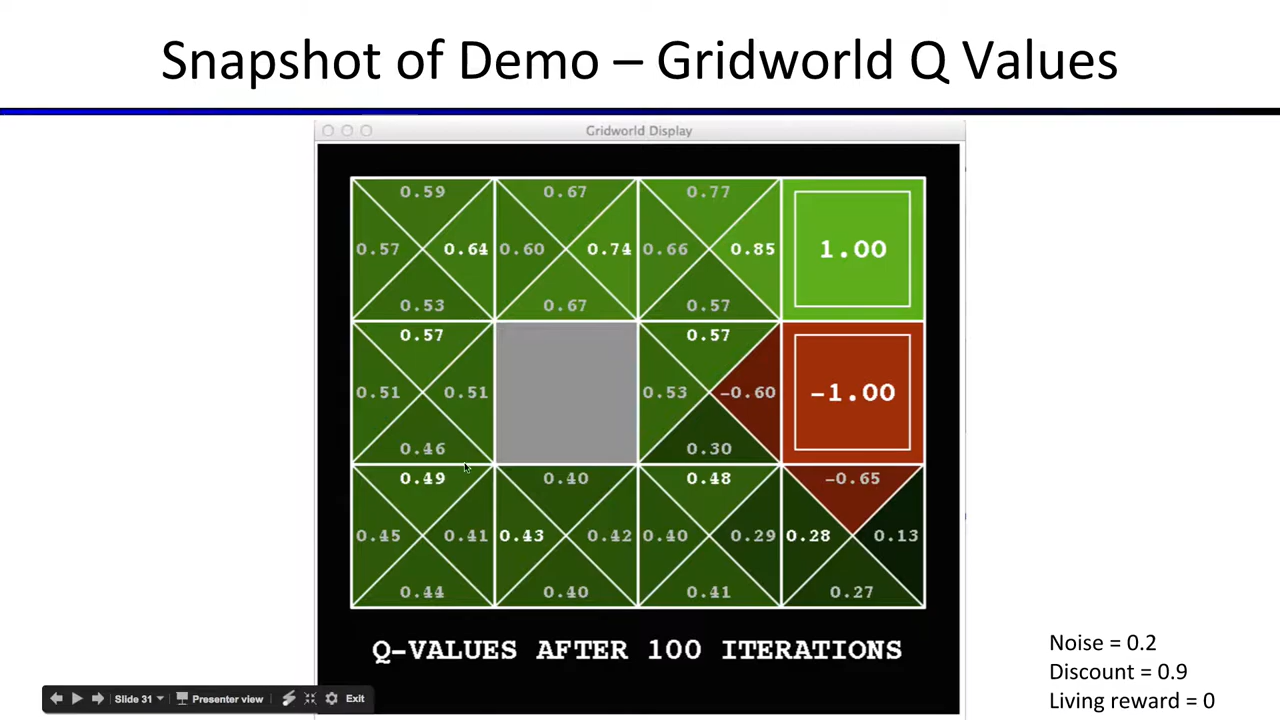 Snapshot of Demo – Gridworld Q Values
Gridworld Display
0.59 0.67 0.77
0.57 0.64 0.60 0.74 0.66 0.85 1.00
0.53 0.67 0.57
0.57 0.57
0.51 0.51 0.53 -0.60 -1.00
0.46 0.30
0.49 0.40 0.48 -0.65
0.45 0.41 0.43 0.42 0.40 0.29 0.28 0.13
0.44 0.40 0.41 0.27
Q-VALUES AFTER 100 ITERATIONS
Noise = 0.2
Discount = 0.9
Living reward = 0
Slide 31 Presenter view Exit